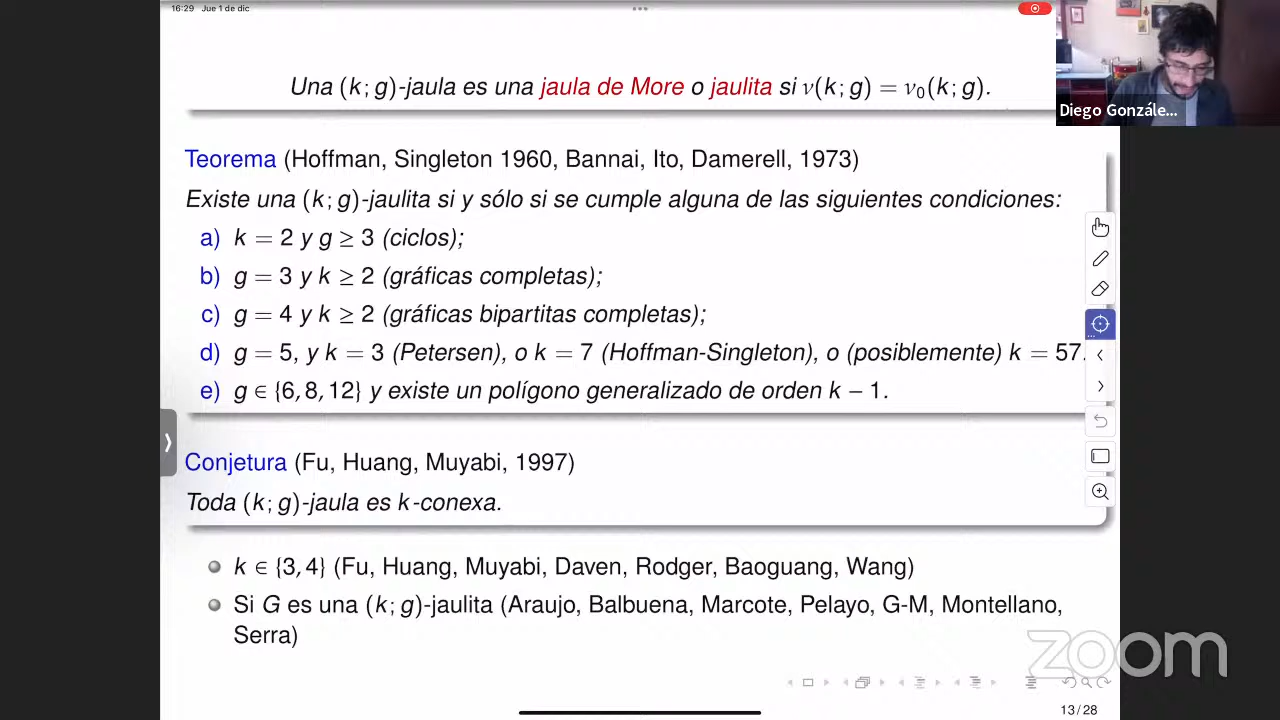 16:29 Jue 1 de dic
Una (k; g)-jaula es una jaula de More o jaulita si ν(k; g) = ν₀(k; g).
Diego Gonzále...
Teorema (Hoffman, Singleton 1960, Bannai, Ito, Damerell, 1973)
Existe una (k; g)-jaulita si y sólo si se cumple alguna de las siguientes condiciones:
a) k = 2 y g ≥ 3 (ciclos);
b) g = 3 y k ≥ 2 (gráficas completas);
c) g = 4 y k ≥ 2 (gráficas bipartitas completas);
d) g = 5, y k = 3 (Petersen), o k = 7 (Hoffman-Singleton), o (posiblemente) k = 57.
e) g ∈ {6, 8, 12} y existe un polígono generalizado de orden k − 1.
Conjetura (Fu, Huang, Muyabi, 1997)
Toda (k; g)-jaula es k-conexa.
k ∈ {3, 4} (Fu, Huang, Muyabi, Daven, Rodger, Baoguang, Wang)
Si G es una (k; g)-jaulita (Araujo, Balbuena, Marcote, Pelayo, G-M, Montellano,
Serra)
zoom
13/28